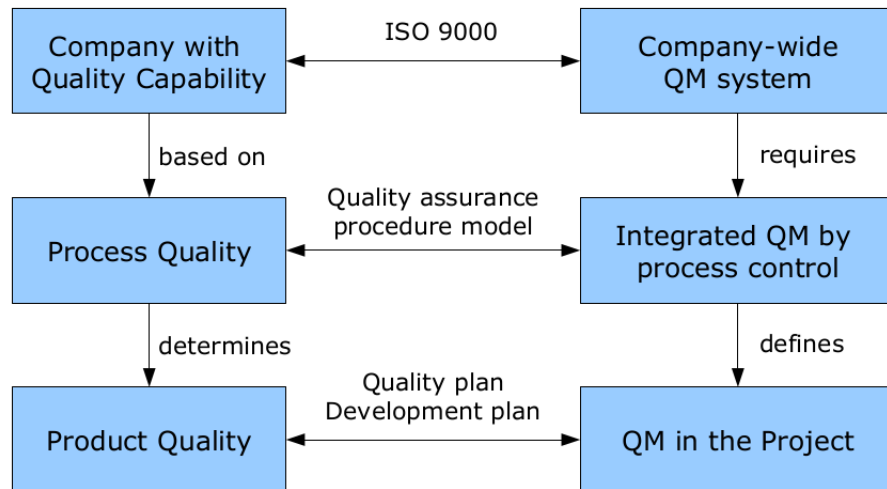 Company with
Quality Capability
ISO 9000
Company-wide
QM system
based on
requires
Process Quality
Quality assurance
procedure model
Integrated QM by
process control
determines
defines
Product Quality
Quality plan
Development plan
QM in the Project